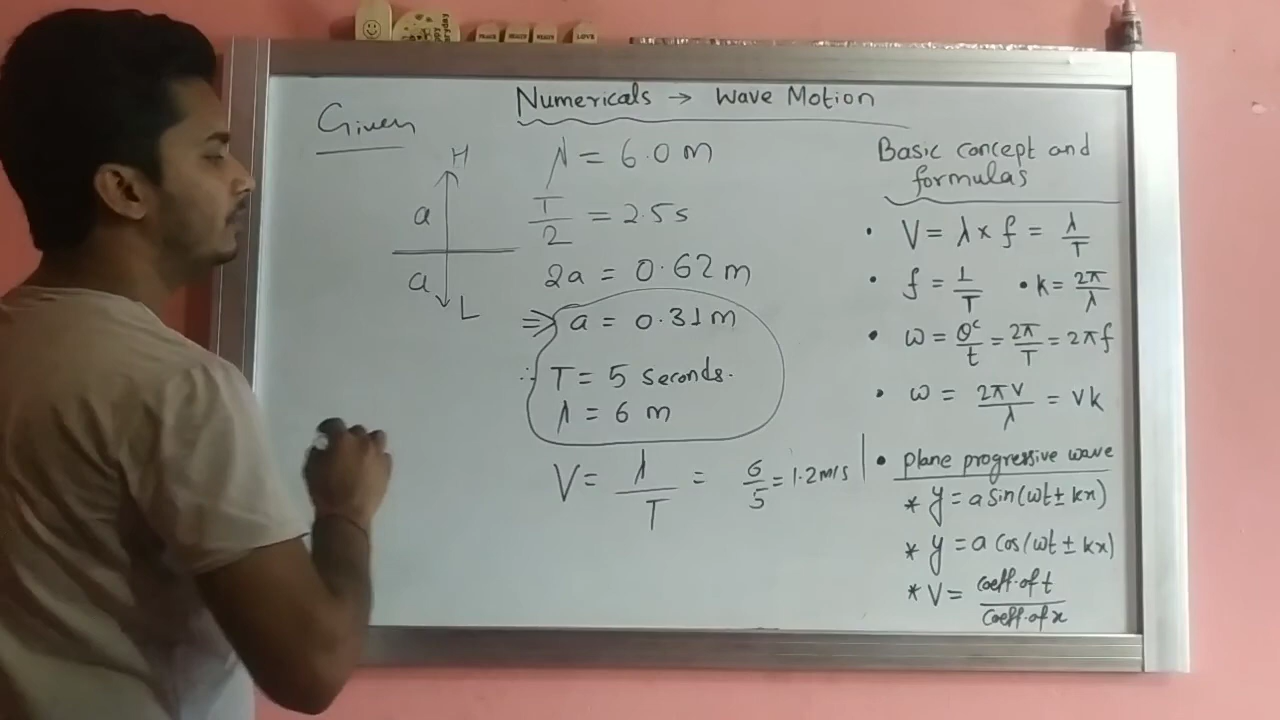 Numericals → Wave Motion
Given
H
a
a
L
λ = 6.0 m
T/2 = 2.5 s
2a = 0.62 m
⇒ a = 0.31 m
∴ T = 5 seconds.
λ = 6 m
V = λ/T = 6/5 = 1.2 m/s
Basic concept and
formulas
• V = λ × f = λ/T
• f = 1/T • k = 2π/λ
• ω = θᶜ/t = 2π/T = 2πf
• ω = 2πV/λ = Vk
• plane progressive wave
* y = a sin(ωt ± kx)
* y = a cos(ωt ± kx)
* V = coeff. of t/coeff. of x
LOVE